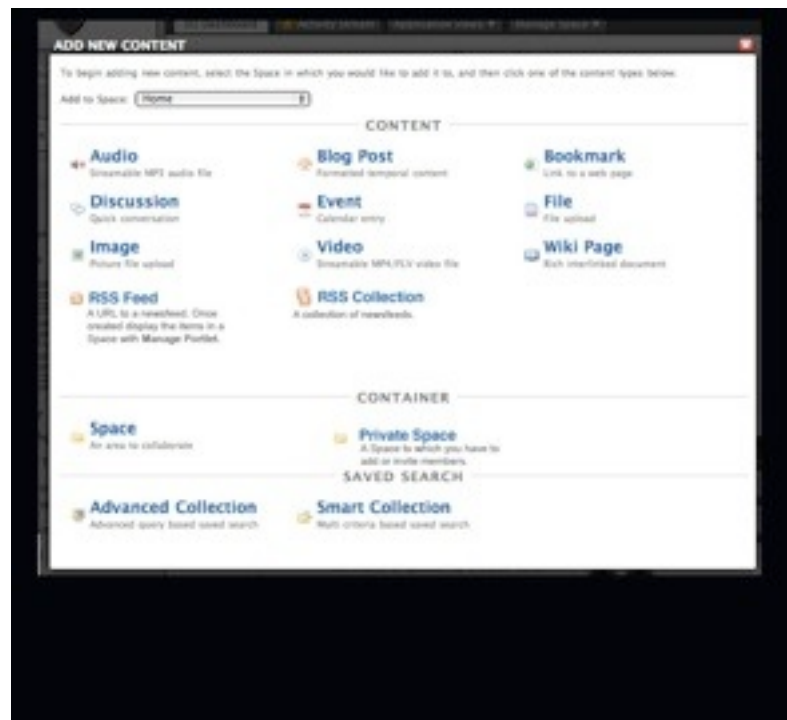 Activity Stream Application Views Manage Space
ADD NEW CONTENT
To begin adding new content, select the Space in which you would like to add it to, and then click one of the content types below.
Add to Space: Home
CONTENT
Audio Blog Post Bookmark
Streamable MP3 audio file Formatted temporal content Link to a web page
Discussion Event File
Quick conversation Calendar entry File upload
Image Video Wiki Page
Picture file upload Streamable MP4/FLV video file Rich interlinked document
RSS Feed RSS Collection
A URL to a newsfeed. Once A collection of newsfeeds.
created display the items in a
Space with Manage Portlet.
CONTAINER
Space Private Space
An area to collaborate A Space to which you have to
add or invite members.
SAVED SEARCH
Advanced Collection Smart Collection
Advanced query based saved search Multi criteria based saved search